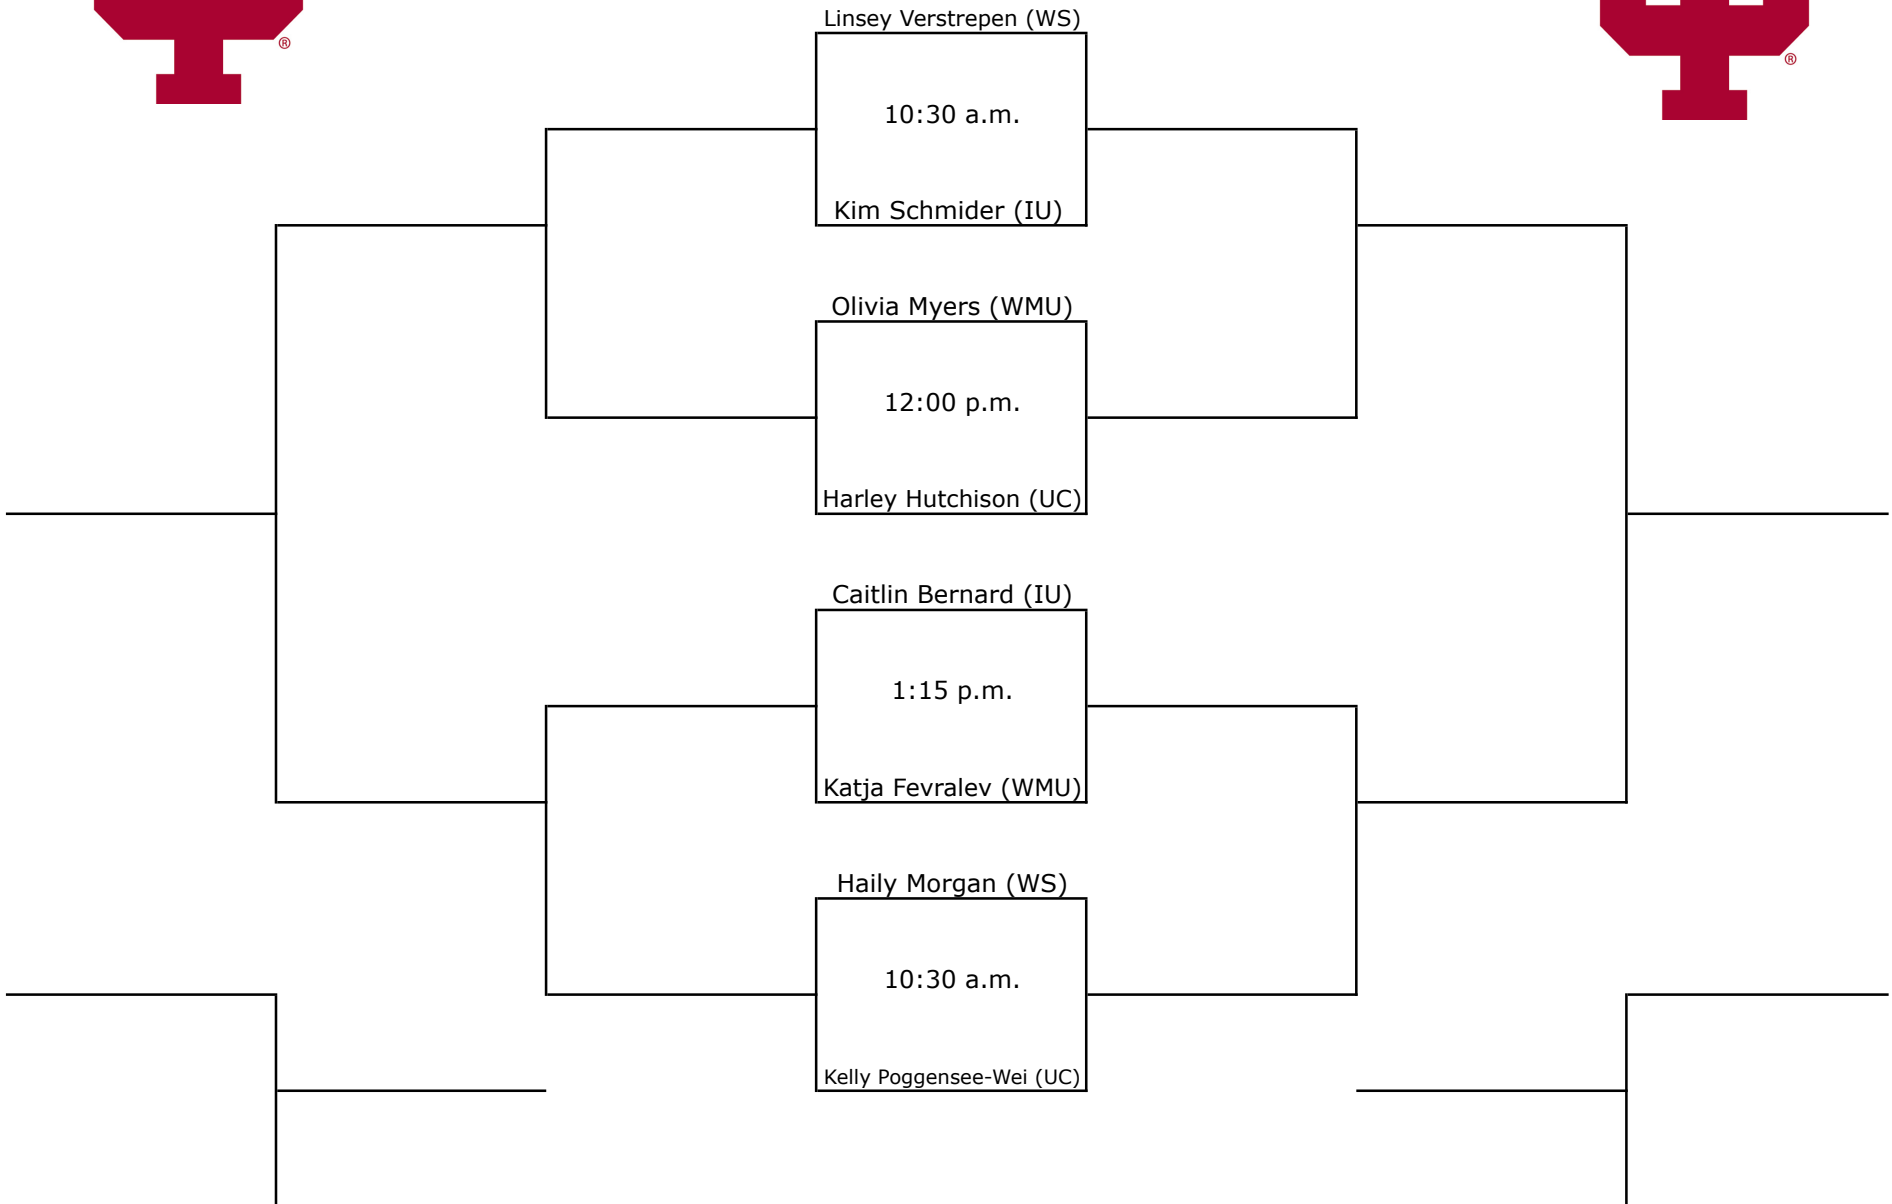 Linsey Verstrepen (WS)
®
®
10:30 a.m.
Kim Schmider (IU)
Olivia Myers (WMU)
12:00 p.m.
Harley Hutchison (UC)
Caitlin Bernard (IU)
1:15 p.m.
Katja Fevralev (WMU)
Haily Morgan (WS)
10:30 a.m.
Kelly Poggensee-Wei (UC)